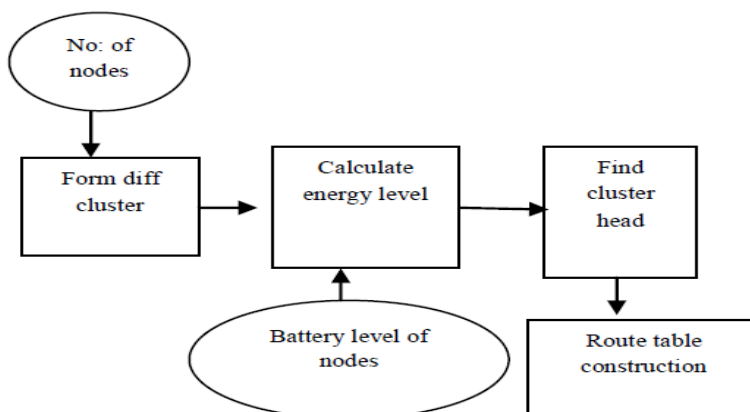 No: of
nodes
Form diff
cluster
Calculate
energy level
Find
cluster
head
Battery level of
nodes
Route table
construction